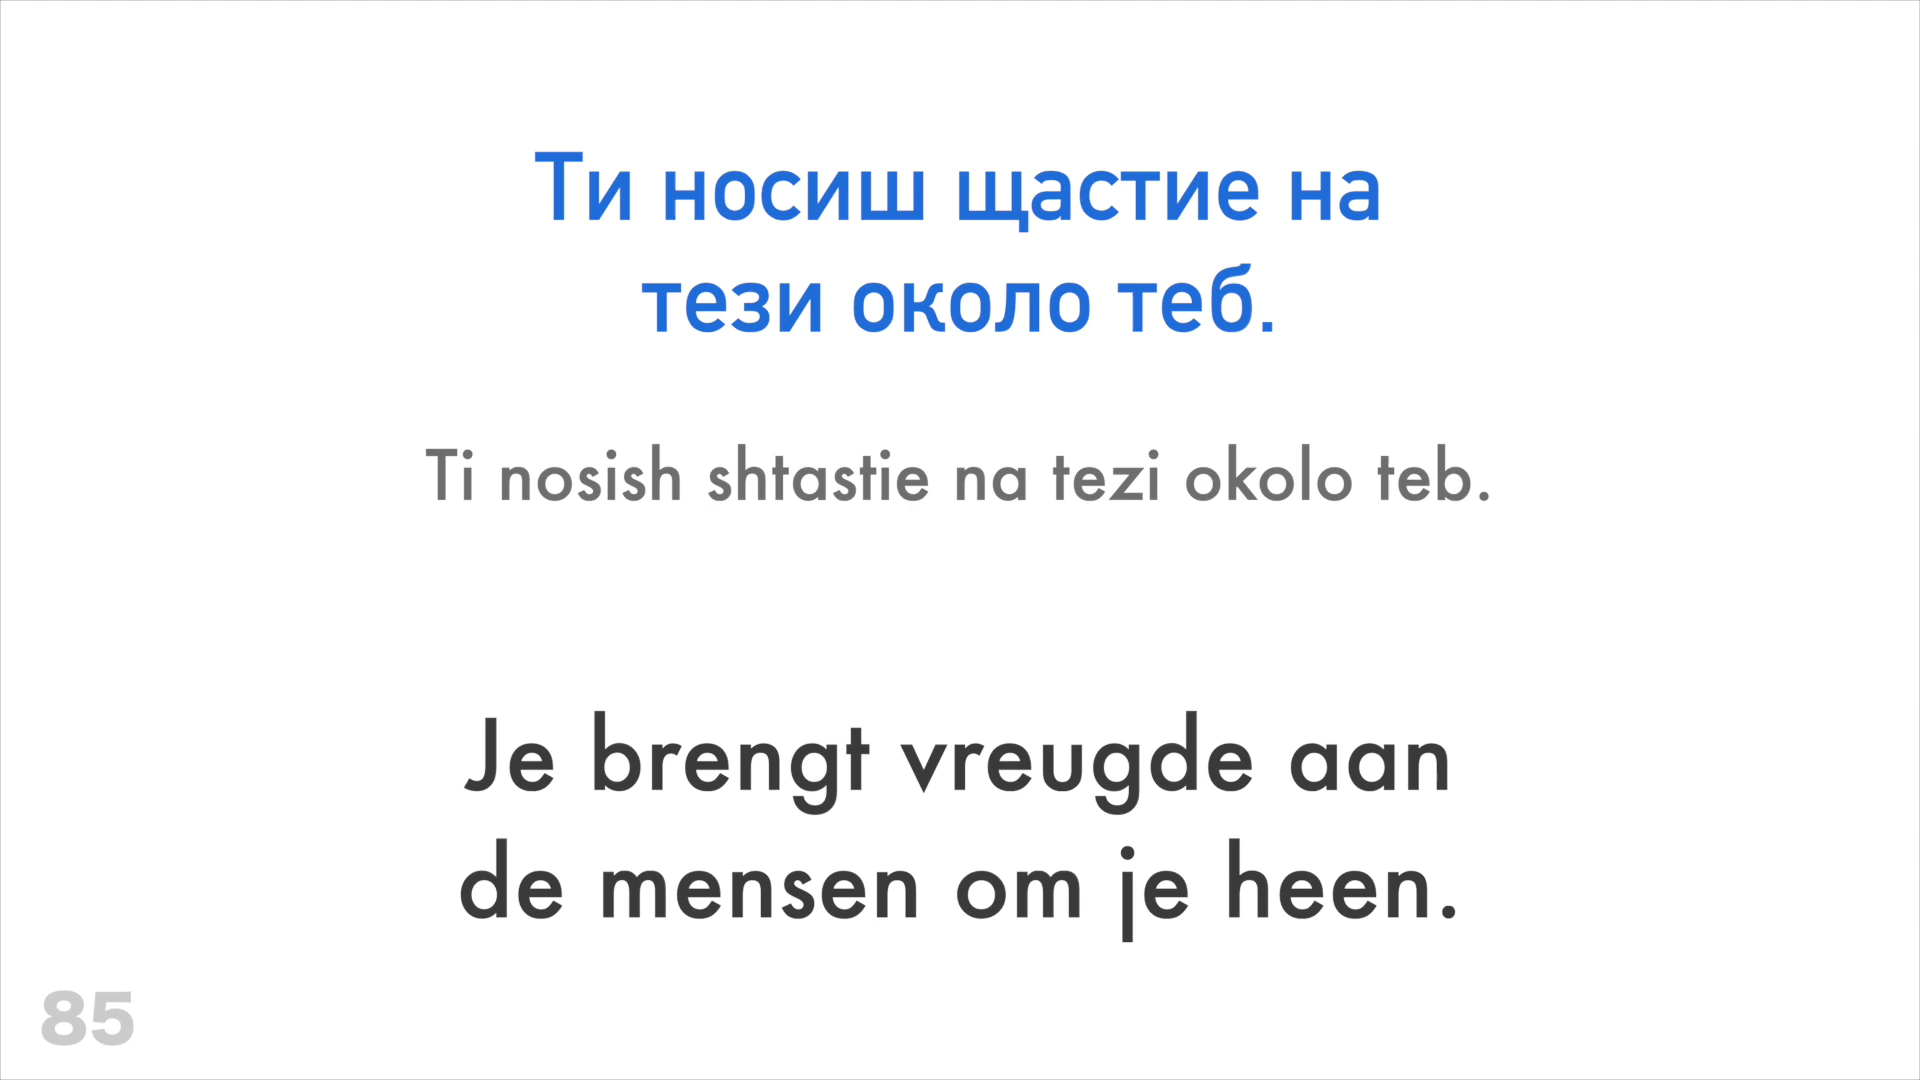 Ти носиш щастие на
тези около теб.
Ti nosish shtastie na tezi okolo teb.
Je brengt vreugde aan
de mensen om je heen.
85